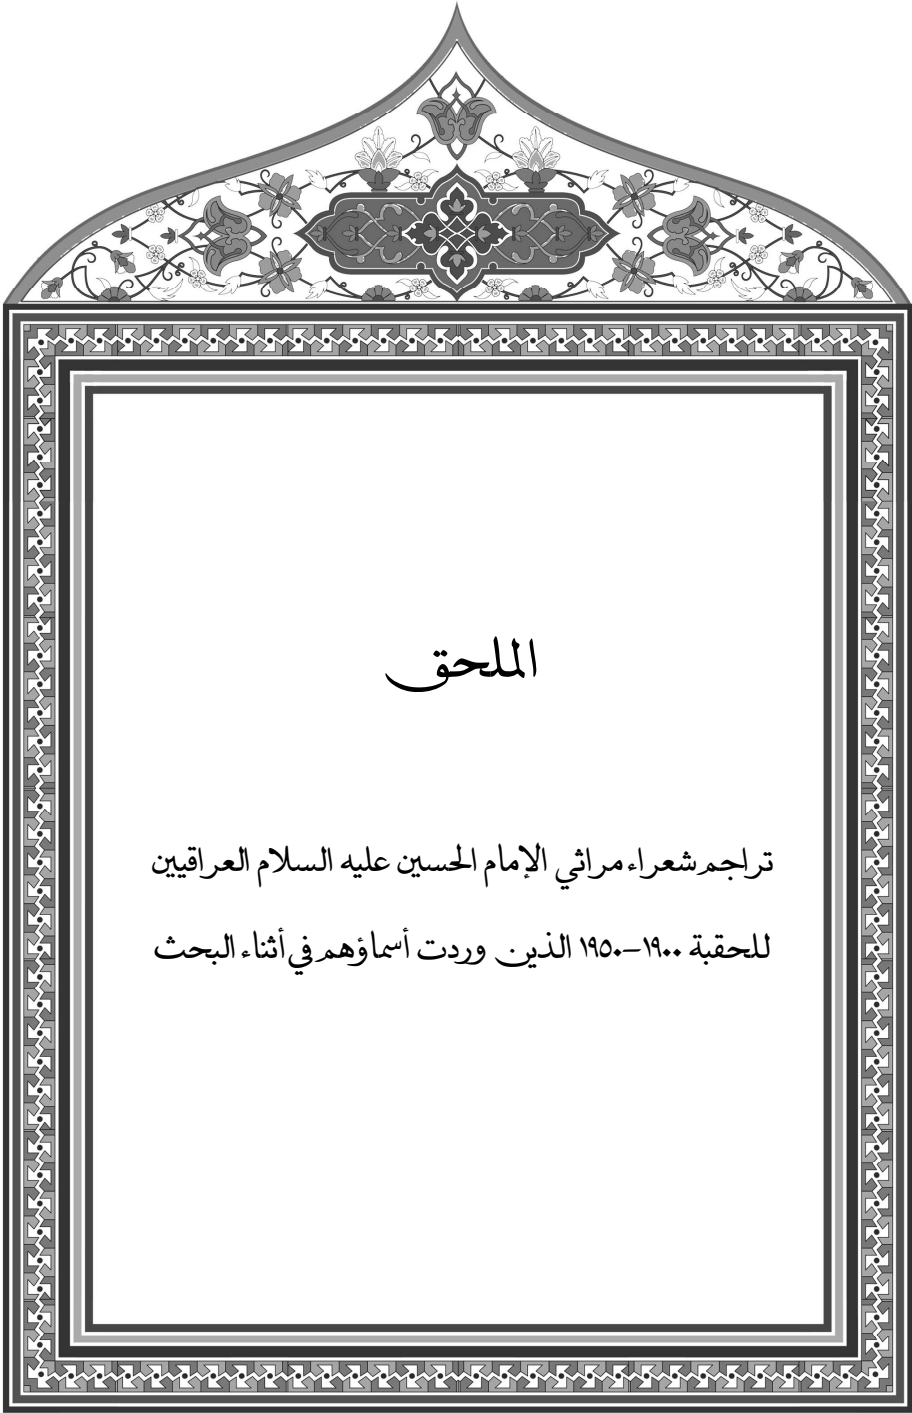 الملحق
تراجم شعراء مراثي الإمام الحسين عليه السلام العراقيين
للحقبة ١٩٠٠-١٩٥٠ الذين وردت أسماؤهم في أثناء البحث